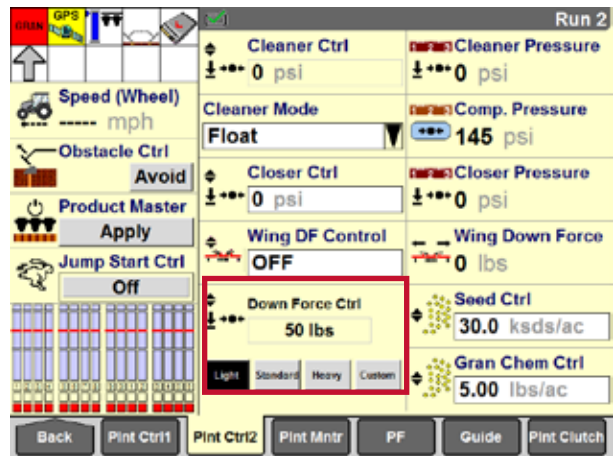 GRAN GPS
Run 2
Speed (Wheel)
----- mph
Obstacle Ctrl
Avoid
Product Master
Apply
Jump Start Ctrl
Off
Cleaner Ctrl
0 psi
Cleaner Mode
Float
Closer Ctrl
0 psi
Wing DF Control
OFF
Down Force Ctrl
50 lbs
Light Standard Heavy Custom
Cleaner Pressure
0 psi
Comp. Pressure
145 psi
Closer Pressure
0 psi
Wing Down Force
0 lbs
Seed Ctrl
30.0 ksds/ac
Gran Chem Ctrl
5.00 lbs/ac
Back Plnt Ctrl1 Plnt Ctrl2 Plnt Mntr PF Guide Plnt Clutch